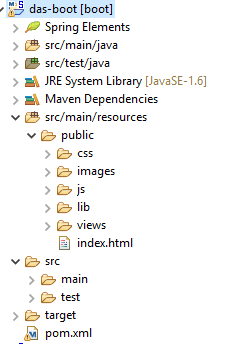 das-boot [boot]
Spring Elements
src/main/java
src/test/java
JRE System Library [JavaSE-1.6]
Maven Dependencies
src/main/resources
public
css
images
js
lib
views
index.html
src
main
test
target
pom.xml